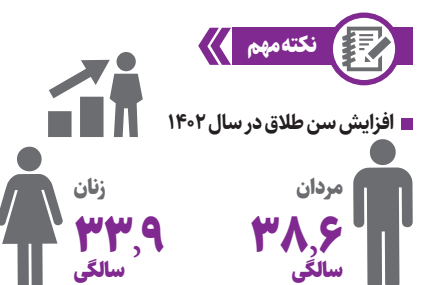 نکته مهم
افزایش سن طلاق در سال ۱۴۰۲
مردان
۳۸,۶
سالگی
زنان
۳۳,۹
سالگی